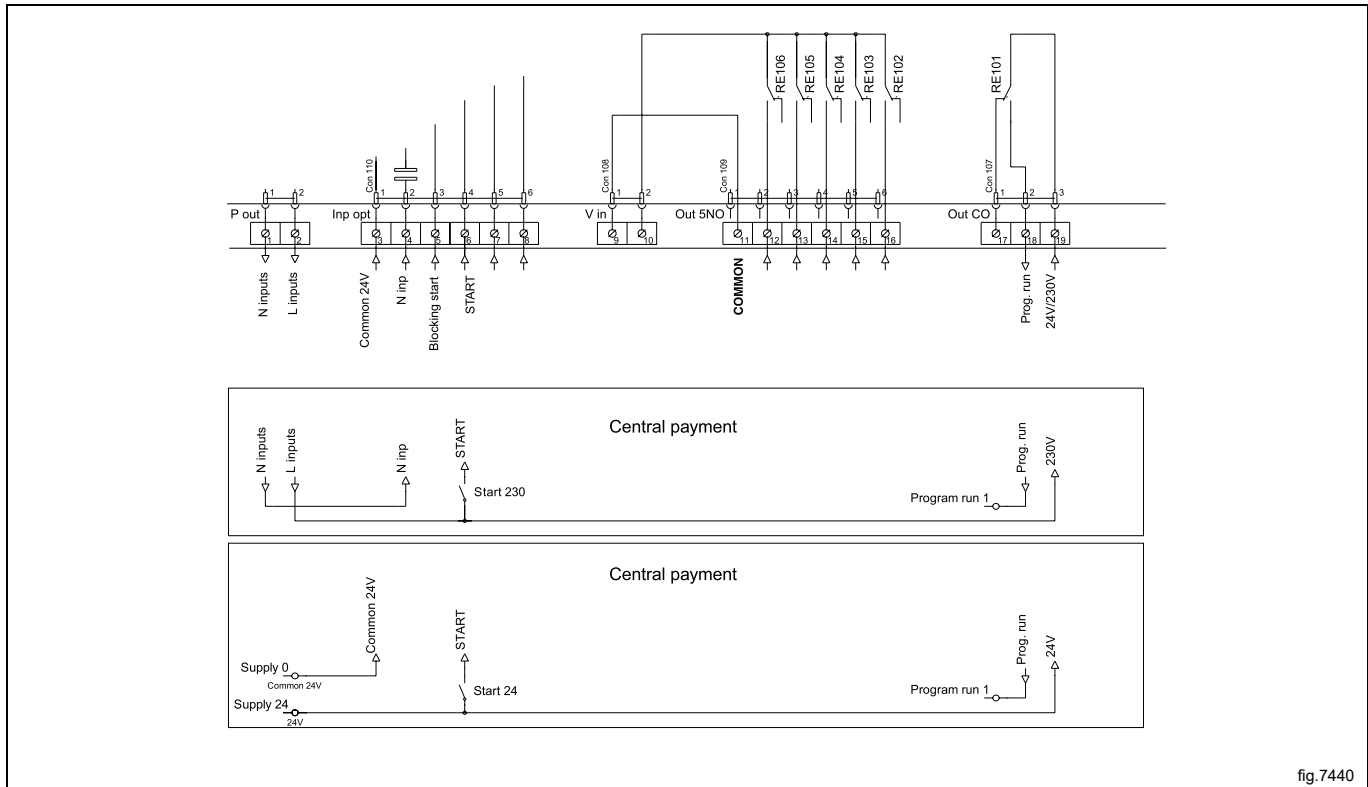 RE106
RE105
RE104
RE103
RE102
RE101
Con 110
Con 108
Con 109
Con 107
1 2
1 2 3 4 5 6
1 2
1 2 3 4 5 6
1 2 3
P out
Inp opt
V in
Out 5NO
Out CO
1 2
3 4 5 6 7 8
9 10
11 12 13 14 15 16
17 18 19
N inputs
L inputs
Common 24V
N inp
Blocking start
START
COMMON
Prog. run
24V/230V
Central payment
N inputs
L inputs
N inp
START
Start 230
Program run 1
Prog. run
230V
Central payment
Common 24V
START
Supply 0
Common 24V
Supply 24
24V
Start 24
Program run 1
Prog. run
24V
fig.7440